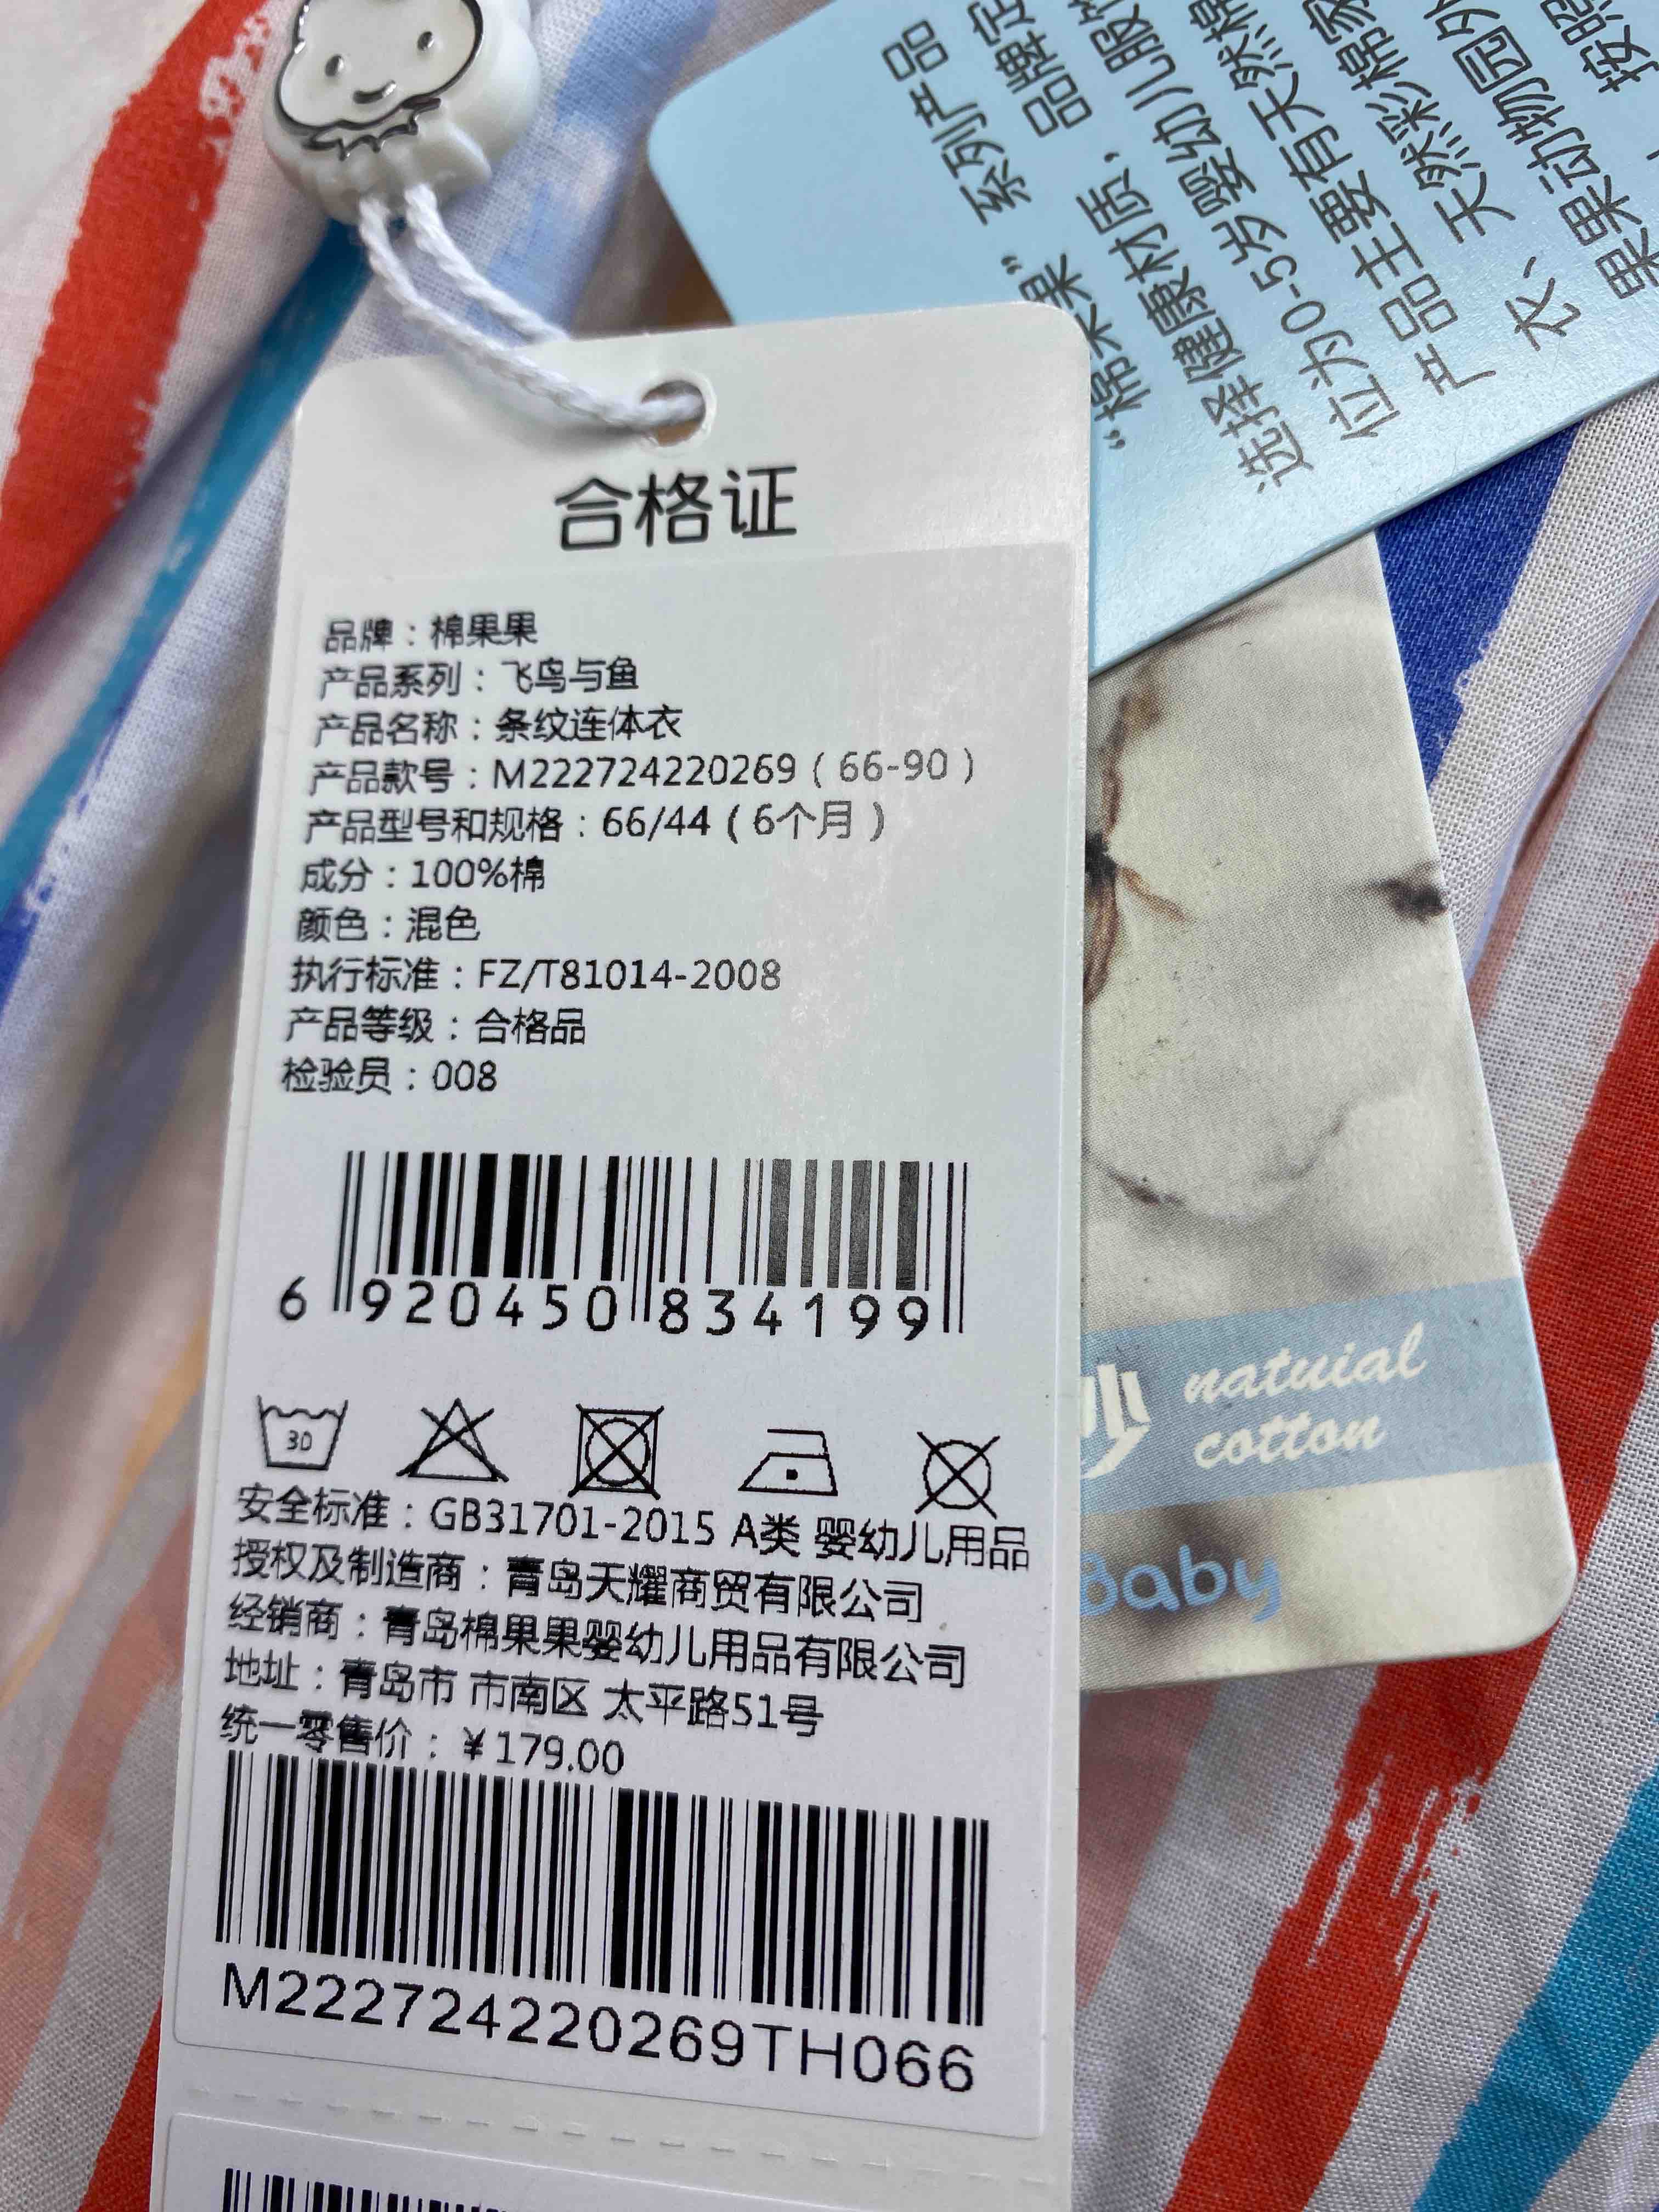 合格证
品牌：棉果果
产品系列：飞鸟与鱼
产品名称：条纹连体衣
产品款号：M222724220269（66-90）
产品型号和规格：66/44（6个月）
成分：100%棉
颜色：混色
执行标准：FZ/T81014-2008
产品等级：合格品
检验员：008
6 920450 834199
30
安全标准：GB31701-2015 A类 婴幼儿用品
授权及制造商：青岛天耀商贸有限公司
经销商：青岛棉果果婴幼儿用品有限公司
地址：青岛市 市南区 太平路51号
统一零售价：¥179.00
M222724220269TH066
“棉果果”系列产品
选择健康材质，品牌定
位为0-5岁婴幼儿服
产品主要有天然棉
衣、天然彩棉家
果果动物园
按照
natuial
cotton
Baby